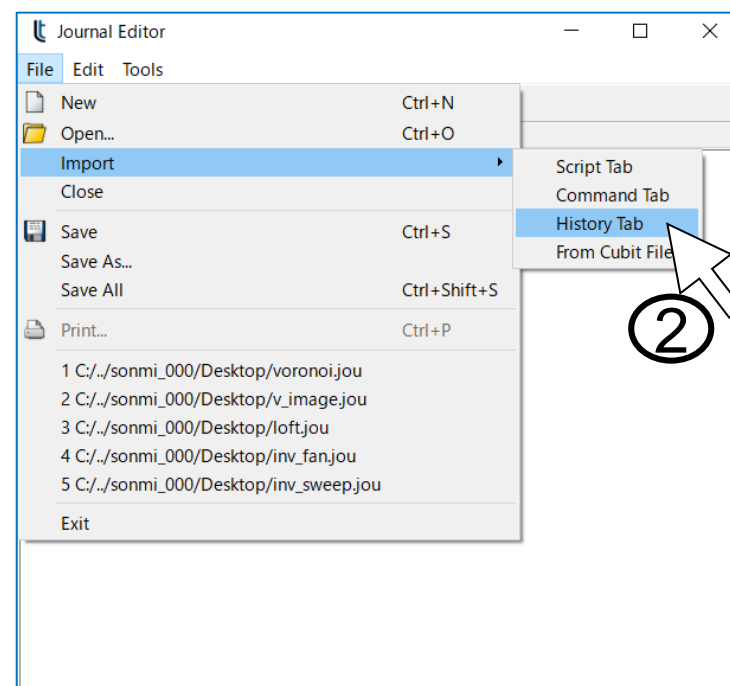 Journal Editor
File Edit Tools
New Ctrl+N
Open... Ctrl+O
Import
Close
Save Ctrl+S
Save As...
Save All Ctrl+Shift+S
Print... Ctrl+P
1 C:/../sonmi_000/Desktop/voronoi.jou
2 C:/../sonmi_000/Desktop/v_image.jou
3 C:/../sonmi_000/Desktop/loft.jou
4 C:/../sonmi_000/Desktop/inv_fan.jou
5 C:/../sonmi_000/Desktop/inv_sweep.jou
Exit
Script Tab
Command Tab
History Tab
From Cubit File
2